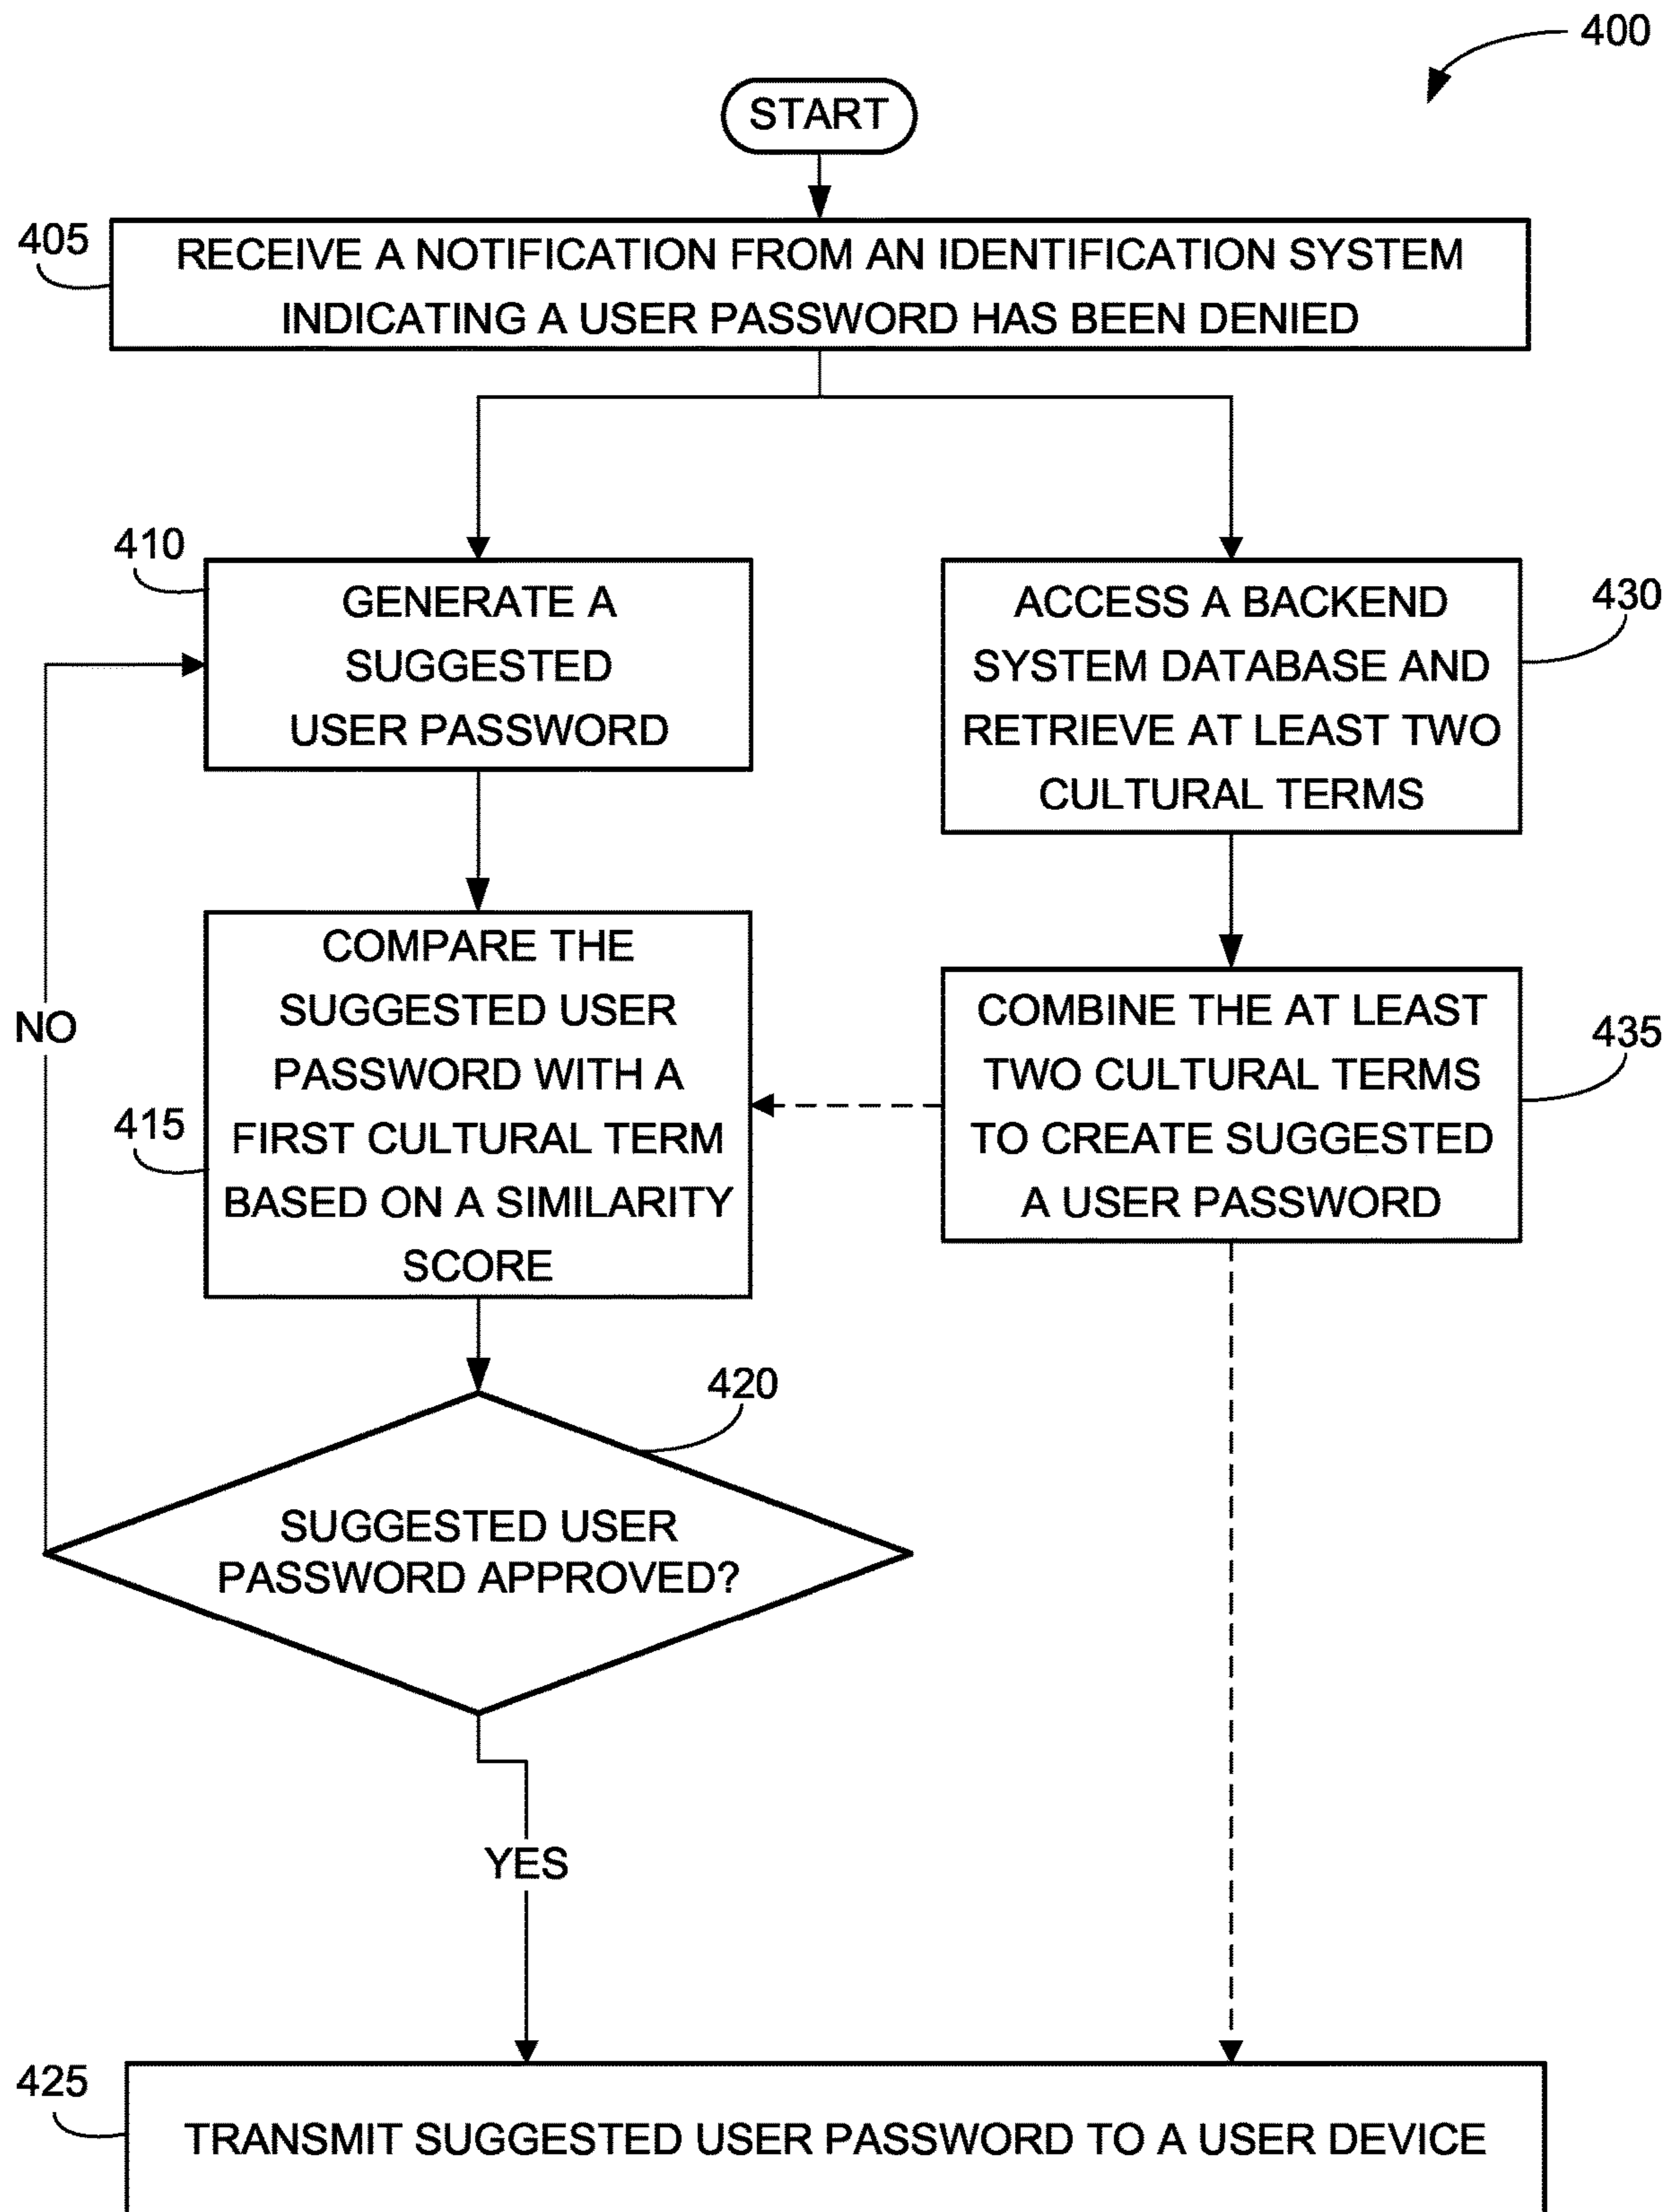 400
START
405
RECEIVE A NOTIFICATION FROM AN IDENTIFICATION SYSTEM
INDICATING A USER PASSWORD HAS BEEN DENIED
410
GENERATE A
SUGGESTED
USER PASSWORD
430
ACCESS A BACKEND
SYSTEM DATABASE AND
RETRIEVE AT LEAST TWO
CULTURAL TERMS
415
COMPARE THE
SUGGESTED USER
PASSWORD WITH A
FIRST CULTURAL TERM
BASED ON A SIMILARITY
SCORE
435
COMBINE THE AT LEAST
TWO CULTURAL TERMS
TO CREATE SUGGESTED
A USER PASSWORD
NO
420
SUGGESTED USER
PASSWORD APPROVED?
YES
425
TRANSMIT SUGGESTED USER PASSWORD TO A USER DEVICE